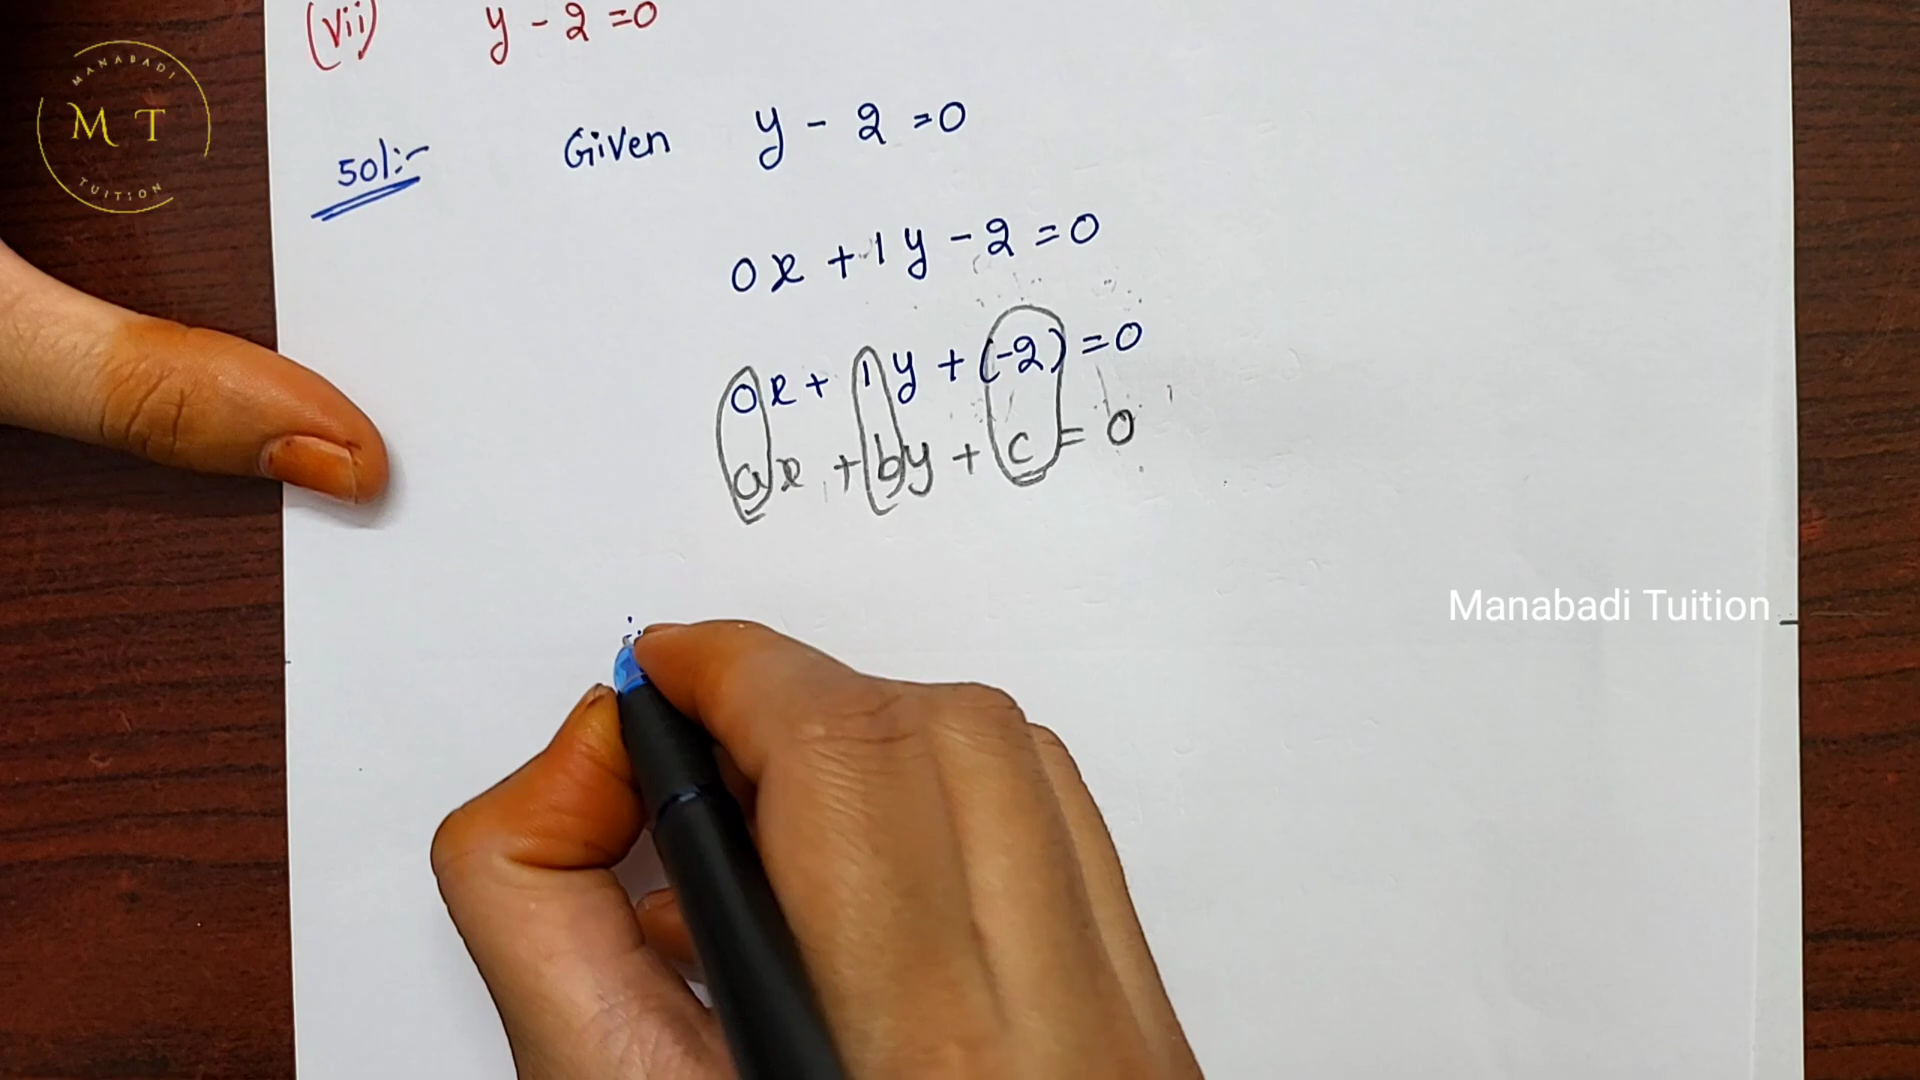 (vii) y - 2 = 0
MANABADI
M T
TUITION
Sol:- Given y - 2 = 0
0x + 1y - 2 = 0
0x + 1y + (-2) = 0
ax + by + c = 0
Manabadi Tuition